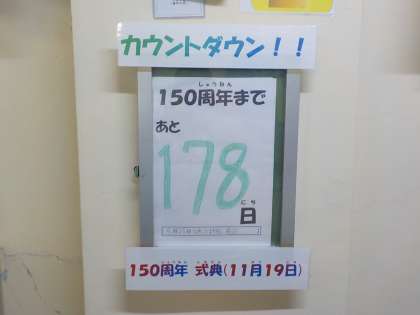 カウントダウン！！
150周年まで
あと
178
日
150周年 式典(11月19日)